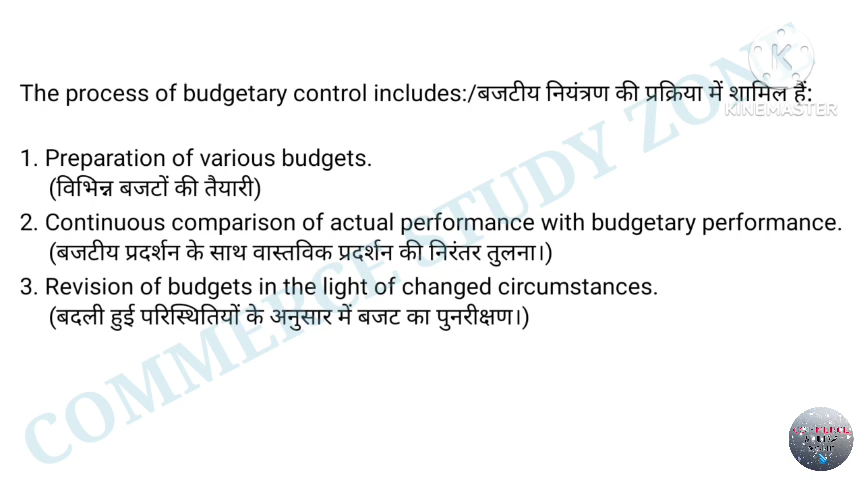 The process of budgetary control includes:/बजटीय नियंत्रण की प्रक्रिया में शामिल हैं:
KINEMASTER
1. Preparation of various budgets.
(विभिन्न बजटों की तैयारी)
2. Continuous comparison of actual performance with budgetary performance.
(बजटीय प्रदर्शन के साथ वास्तविक प्रदर्शन की निरंतर तुलना।)
3. Revision of budgets in the light of changed circumstances.
(बदली हुई परिस्थितियों के अनुसार में बजट का पुनरीक्षण।)
COMMERCE STUDY ZONE